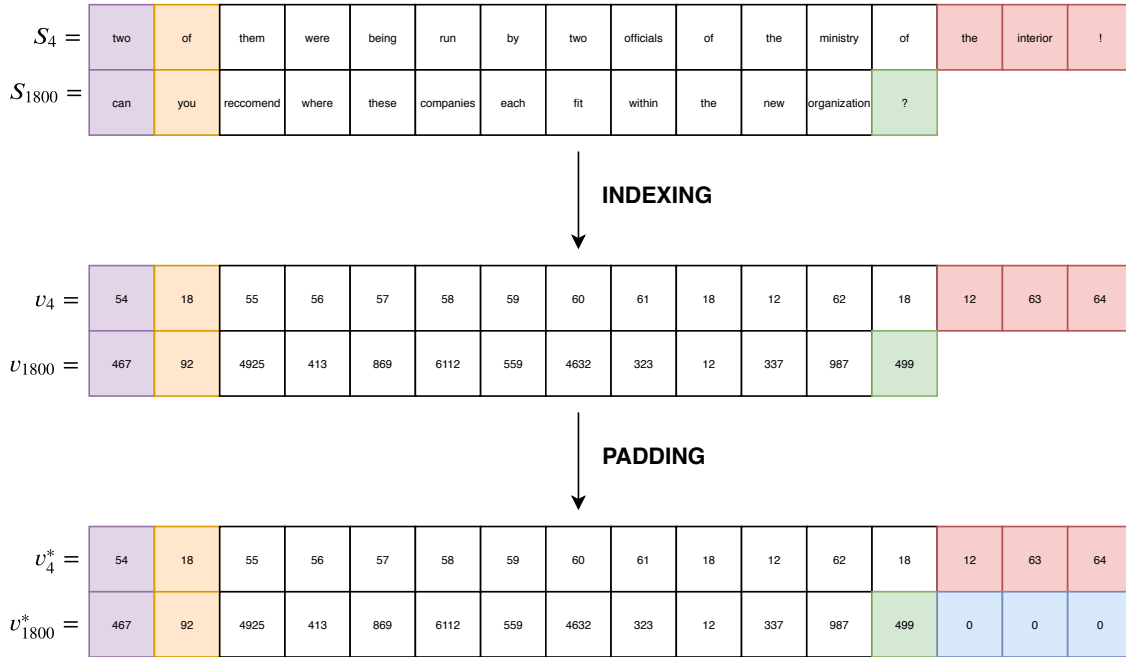 S4 = two of them were being run by two officials of the ministry of the interior !
S1800 = can you reccomend where these companies each fit within the new organization ?
INDEXING
v4 = 54 18 55 56 57 58 59 60 61 18 12 62 18 12 63 64
v1800 = 467 92 4925 413 869 6112 559 4632 323 12 337 987 499
PADDING
v*4 = 54 18 55 56 57 58 59 60 61 18 12 62 18 12 63 64
v*1800 = 467 92 4925 413 869 6112 559 4632 323 12 337 987 499 0 0 0